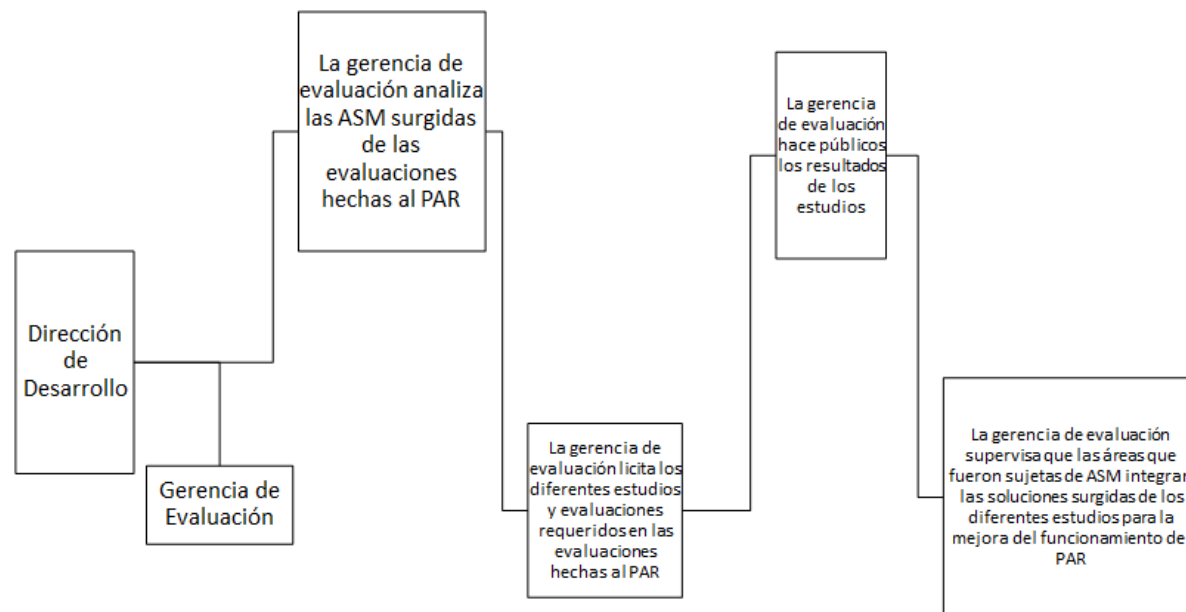 Dirección
de
Desarrollo
Gerencia de
Evaluación
La gerencia de
evaluación analiza
las ASM surgidas
de las
evaluaciones
hechas al PAR
La gerencia de
evaluación licita los
diferentes estudios
y evaluaciones
requeridos en las
evaluaciones
hechas al PAR
La gerencia
de evaluación
hace públicos
los resultados
de los
estudios
La gerencia de evaluación
supervisa que las áreas que
fueron sujetas de ASM integran
las soluciones surgidas de los
diferentes estudios para la
mejora del funcionamiento de
PAR